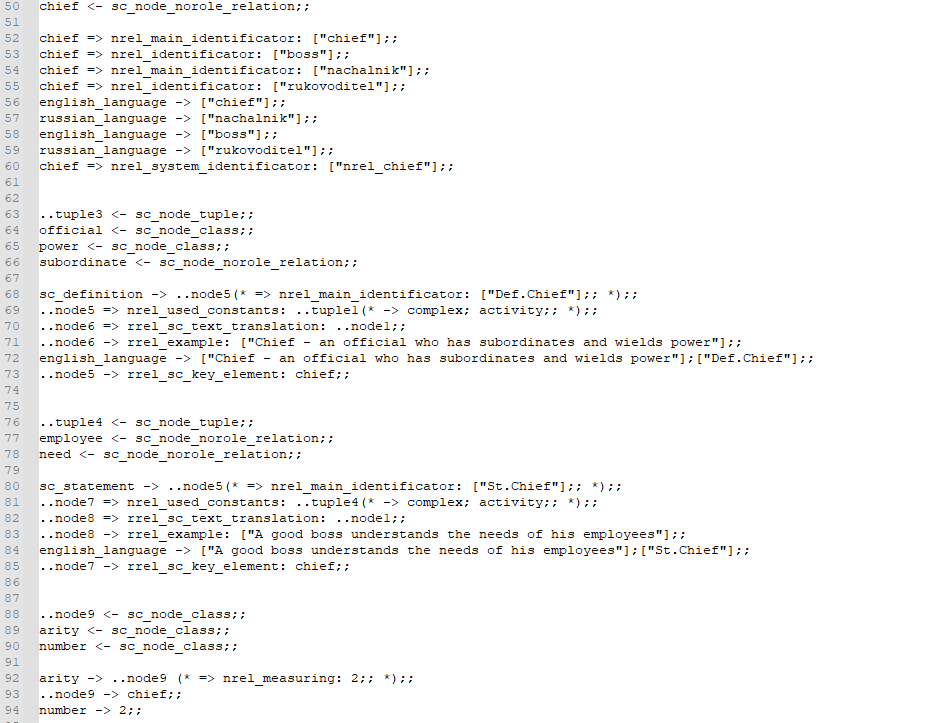 50 chief <- sc_node_norole_relation;;
51
52 chief => nrel_main_identificator: ["chief"];;
53 chief => nrel_identificator: ["boss"];;
54 chief => nrel_main_identificator: ["nachalnik"];;
55 chief => nrel_identificator: ["rukovoditel"];;
56 english_language -> ["chief"];;
57 russian_language -> ["nachalnik"];;
58 english_language -> ["boss"];;
59 russian_language -> ["rukovoditel"];;
60 chief => nrel_system_identificator: ["nrel_chief"];;
61
62
63 ..tuple3 <- sc_node_tuple;;
64 official <- sc_node_class;;
65 power <- sc_node_class;;
66 subordinate <- sc_node_norole_relation;;
67
68 sc_definition -> ..node5(* => nrel_main_identificator: ["Def.Chief"];; *);;
69 ..node5 => nrel_used_constants: ..tuple1(* -> complex; activity;; *);;
70 ..node6 => rrel_sc_text_translation: ..node1;;
71 ..node6 -> rrel_example: ["Chief - an official who has subordinates and wields power"];;
72 english_language -> ["Chief - an official who has subordinates and wields power"];["Def.Chief"];;
73 ..node5 -> rrel_sc_key_element: chief;;
74
75
76 ..tuple4 <- sc_node_tuple;;
77 employee <- sc_node_norole_relation;;
78 need <- sc_node_norole_relation;;
79
80 sc_statement -> ..node5(* => nrel_main_identificator: ["St.Chief"];; *);;
81 ..node7 => nrel_used_constants: ..tuple4(* -> complex; activity;; *);;
82 ..node8 => rrel_sc_text_translation: ..node1;;
83 ..node8 -> rrel_example: ["A good boss understands the needs of his employees"];;
84 english_language -> ["A good boss understands the needs of his employees"];["St.Chief"];;
85 ..node7 -> rrel_sc_key_element: chief;;
86
87
88 ..node9 <- sc_node_class;;
89 arity <- sc_node_class;;
90 number <- sc_node_class;;
91
92 arity -> ..node9 (* => nrel_measuring: 2;; *);;
93 ..node9 -> chief;;
94 number -> 2;;